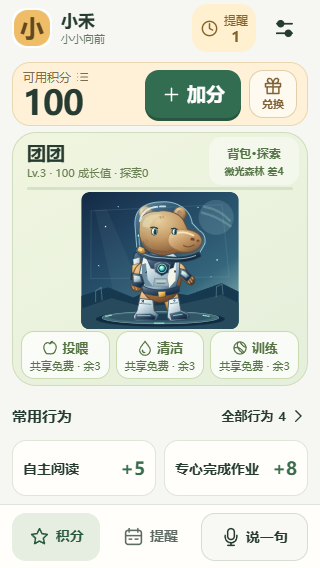 小
小禾
小小向前
提醒
1
可用积分
100
+ 加分
兑换
团团
Lv.3 · 100 成长值 · 探索0
背包·探索
微光森林 差4
投喂
共享免费 · 余3
清洁
共享免费 · 余3
训练
共享免费 · 余3
常用行为
全部行为 4
自主阅读 +5
专心完成作业 +8
积分
提醒
说一句